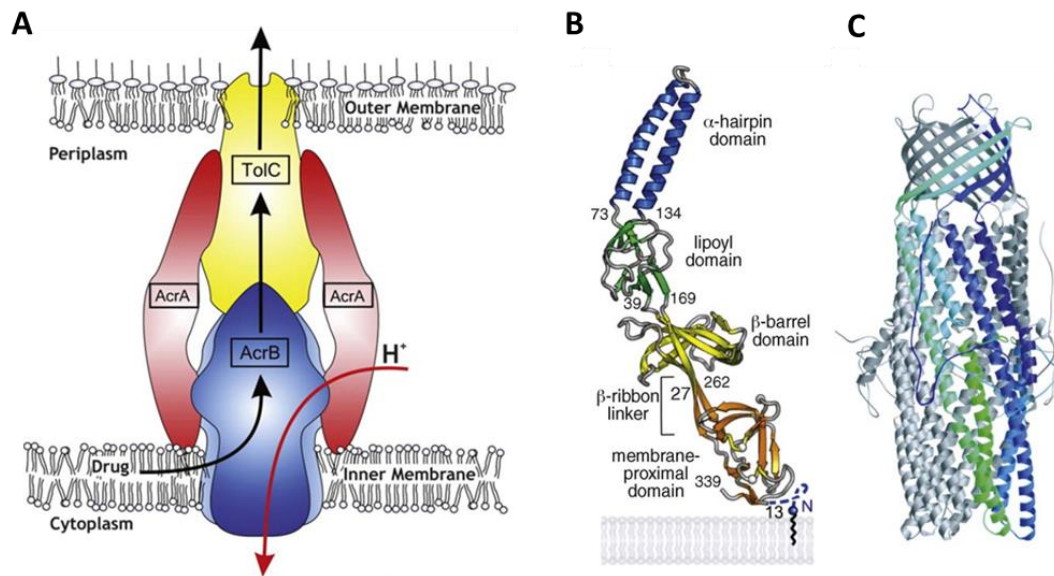 A
Outer Membrane
Periplasm
TolC
AcrA
AcrA
AcrB
H+
Drug
Inner Membrane
Cytoplasm
B
α-hairpin
domain
73
134
lipoyl
domain
39
169
β-barrel
domain
β-ribbon
linker
27
262
membrane-
proximal
domain
339
13
N
C